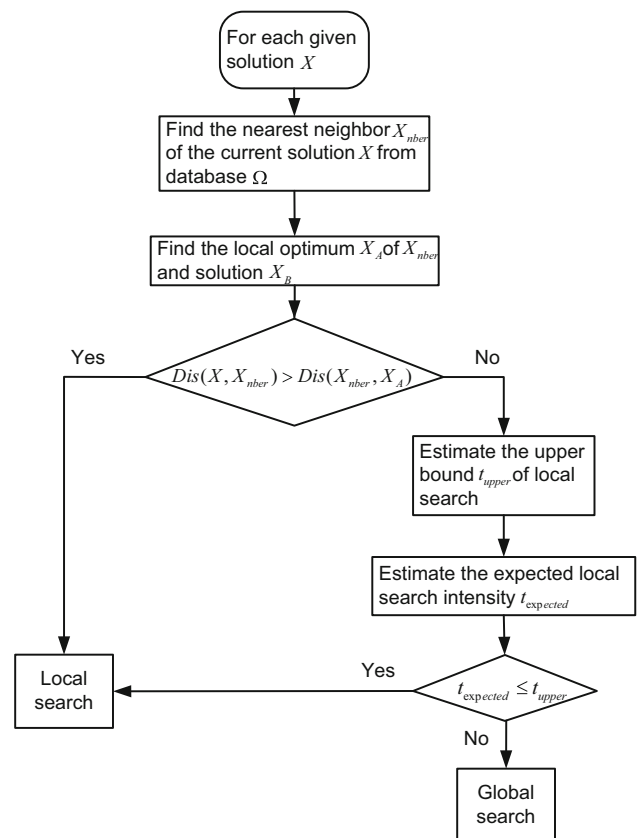 For each given
solution X
Find the nearest neighbor X_nber
of the current solution X from
database Ω
Find the local optimum X_A of X_nber
and solution X_B
Yes
No
Dis(X, X_nber) > Dis(X_nber, X_A)
Estimate the upper
bound t_upper of local
search
Estimate the expected local
search intensity t_expected
Local
search
Yes
t_expected ≤ t_upper
No
Global
search